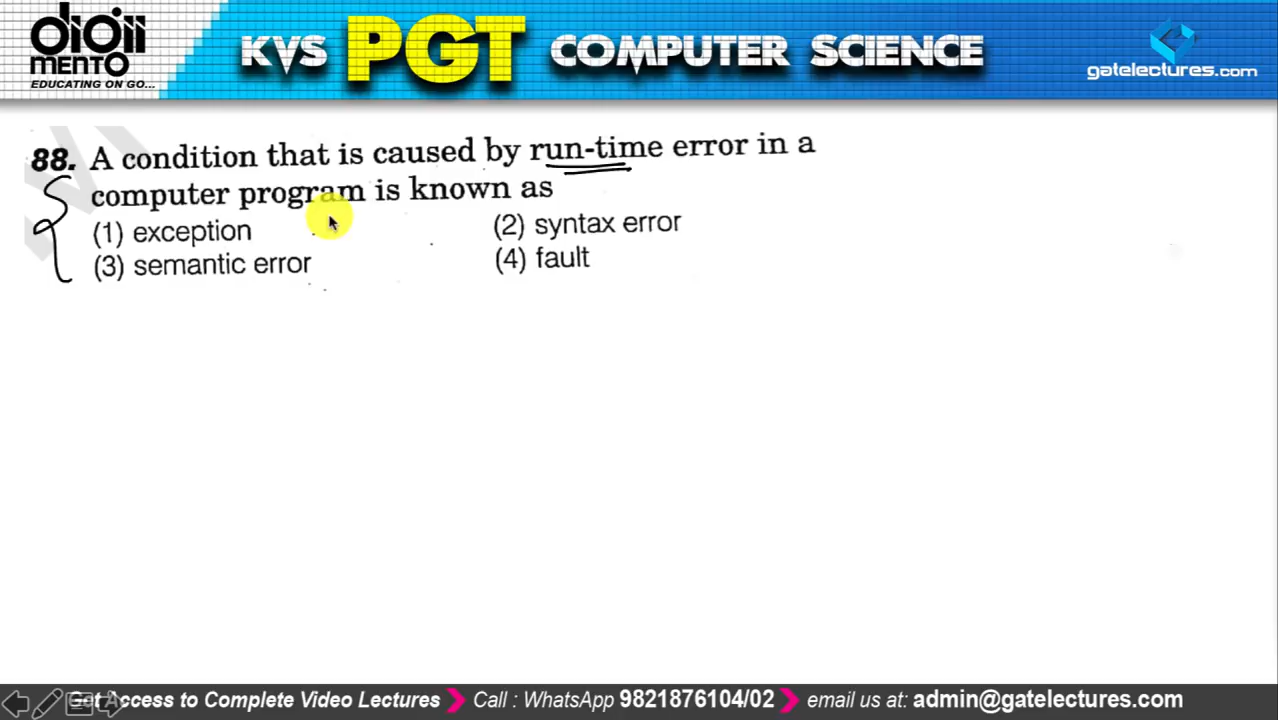 diqii
MENTO
EDUCATING ON GO...
KVS PGT COMPUTER SCIENCE
gatelectures.com
88. A condition that is caused by run-time error in a
computer program is known as
(1) exception (2) syntax error
(3) semantic error (4) fault
Get Access to Complete Video Lectures Call : WhatsApp 9821876104/02 email us at: admin@gatelectures.com